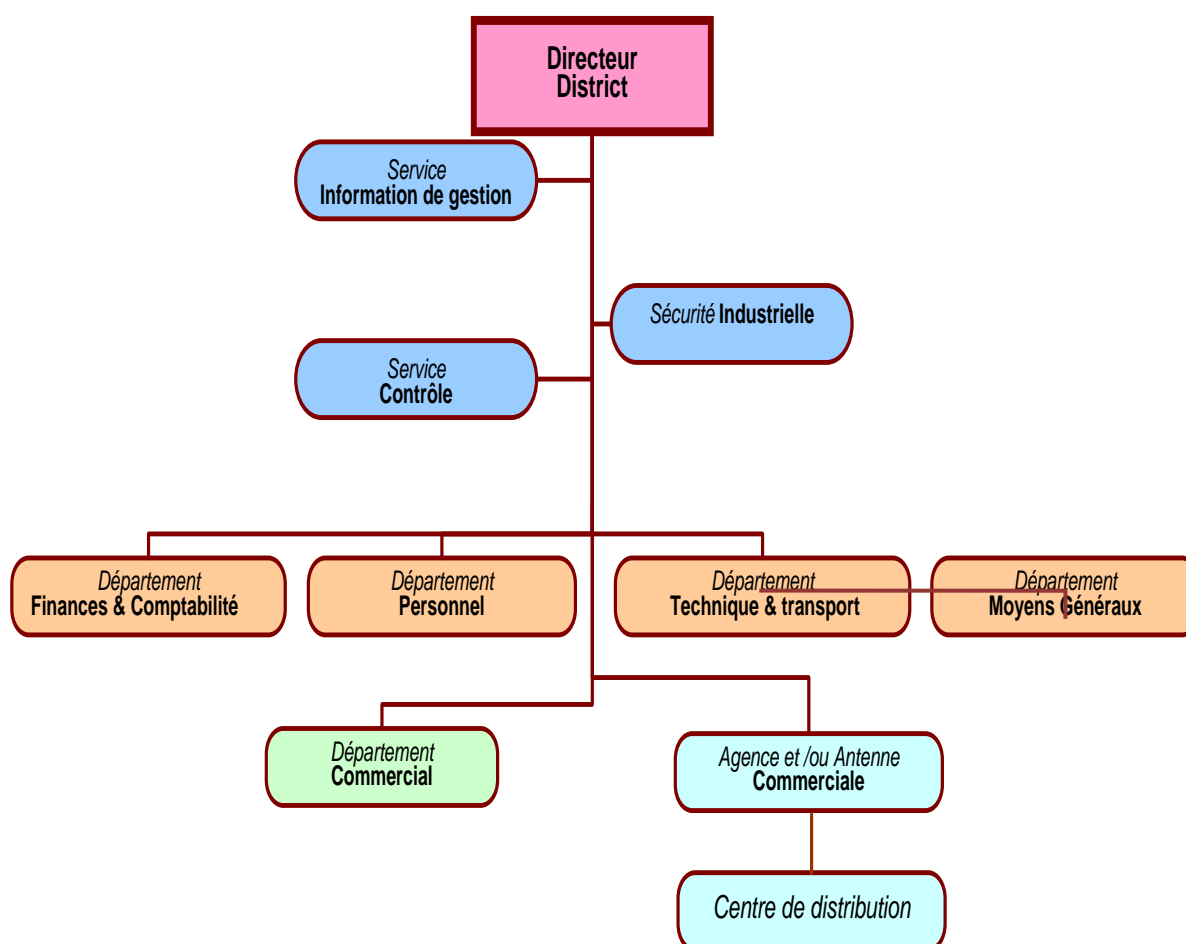 Directeur
District
Service
Information de gestion
Sécurité Industrielle
Service
Contrôle
Département
Finances & Comptabilité
Département
Personnel
Département
Technique & transport
Département
Moyens Généraux
Département
Commercial
Agence et /ou Antenne
Commerciale
Centre de distribution